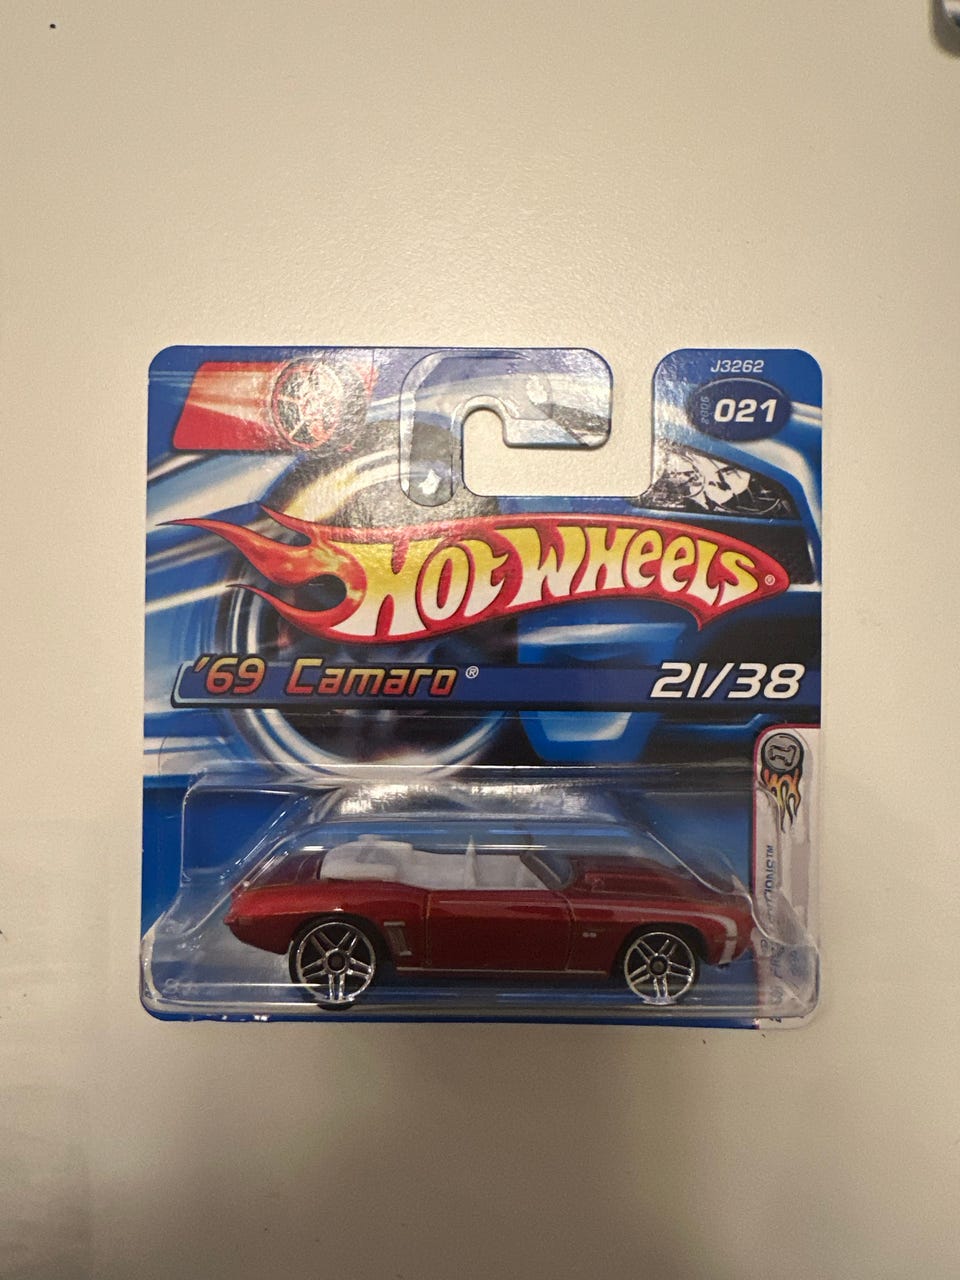 J3262
2006
021
HOT WHEELS®
'69 Camaro®
21/38